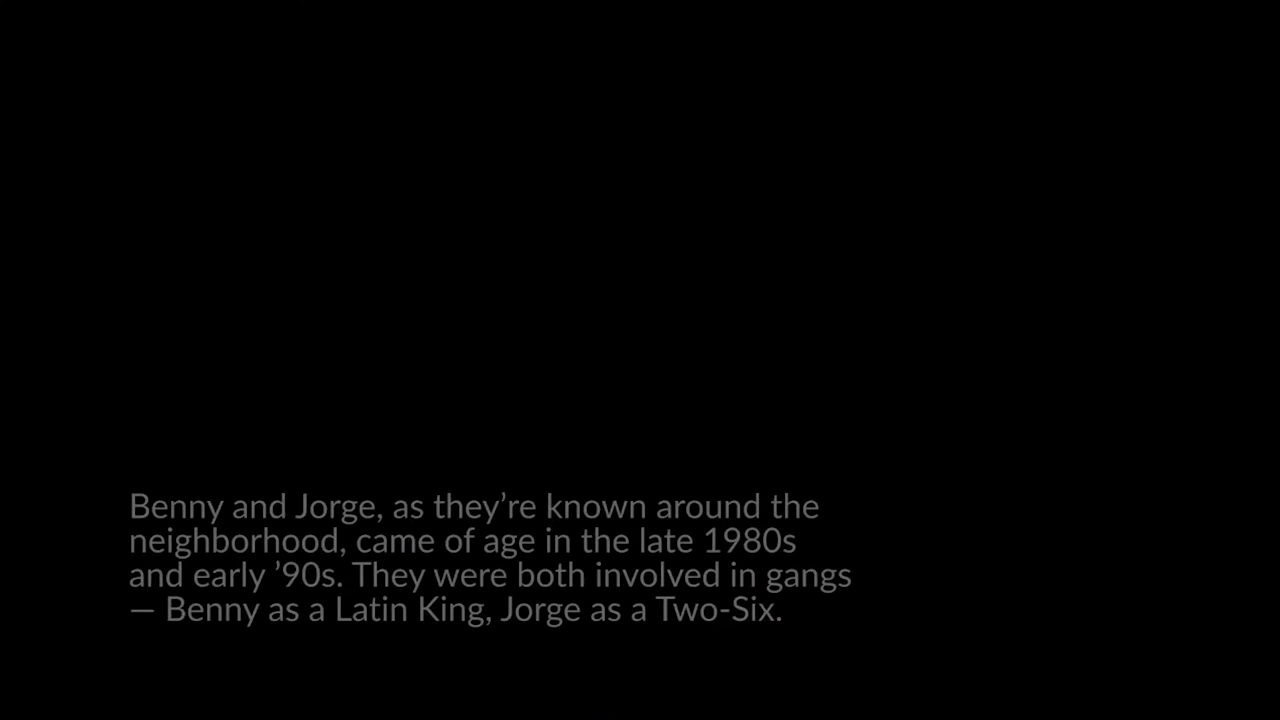 Benny and Jorge, as they’re known around the
neighborhood, came of age in the late 1980s
and early ’90s. They were both involved in gangs
— Benny as a Latin King, Jorge as a Two-Six.